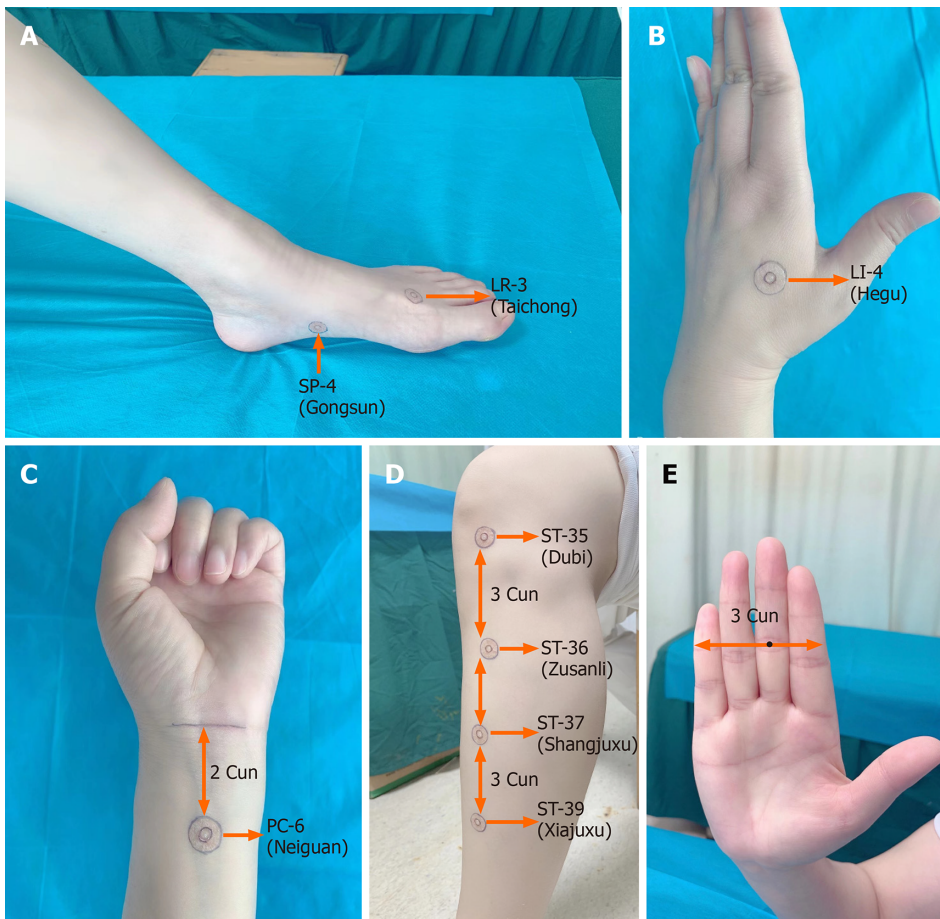 A
LR-3
(Taichong)
SP-4
(Gongsun)
B
LI-4
(Hegu)
C
2 Cun
PC-6
(Neiguan)
D
ST-35
(Dubi)
3 Cun
ST-36
(Zusanli)
ST-37
(Shangjuxu)
3 Cun
ST-39
(Xiajuxu)
E
3 Cun